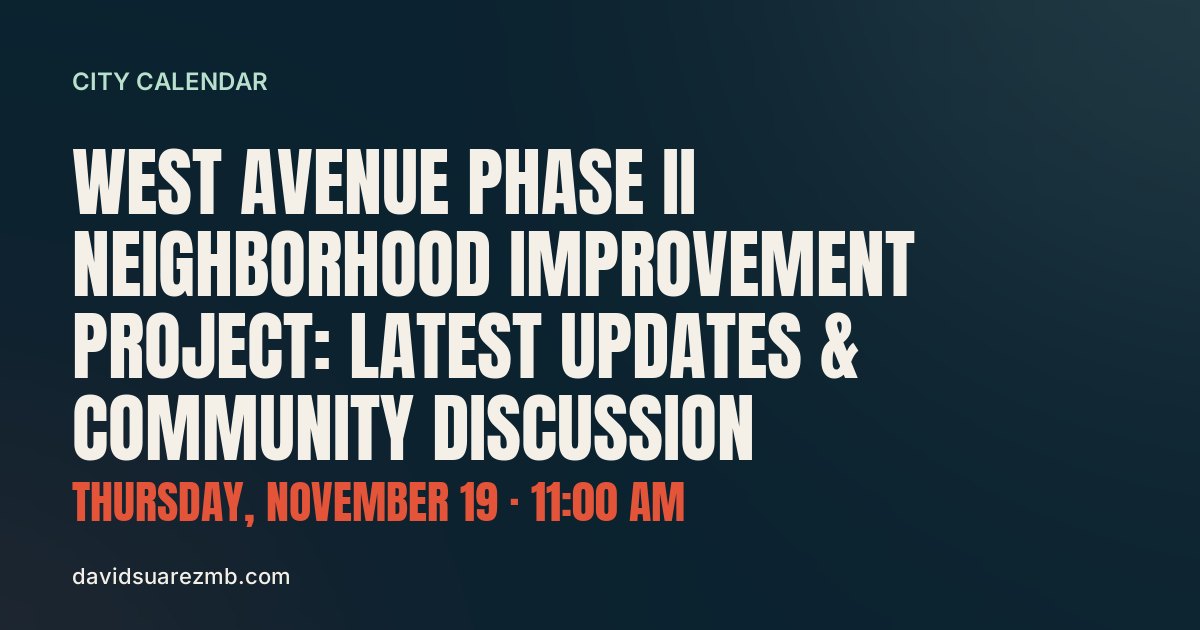 CITY CALENDAR
WEST AVENUE PHASE II
NEIGHBORHOOD IMPROVEMENT
PROJECT: LATEST UPDATES &
COMMUNITY DISCUSSION
THURSDAY, NOVEMBER 19 · 11:00 AM
davidsuarezmb.com